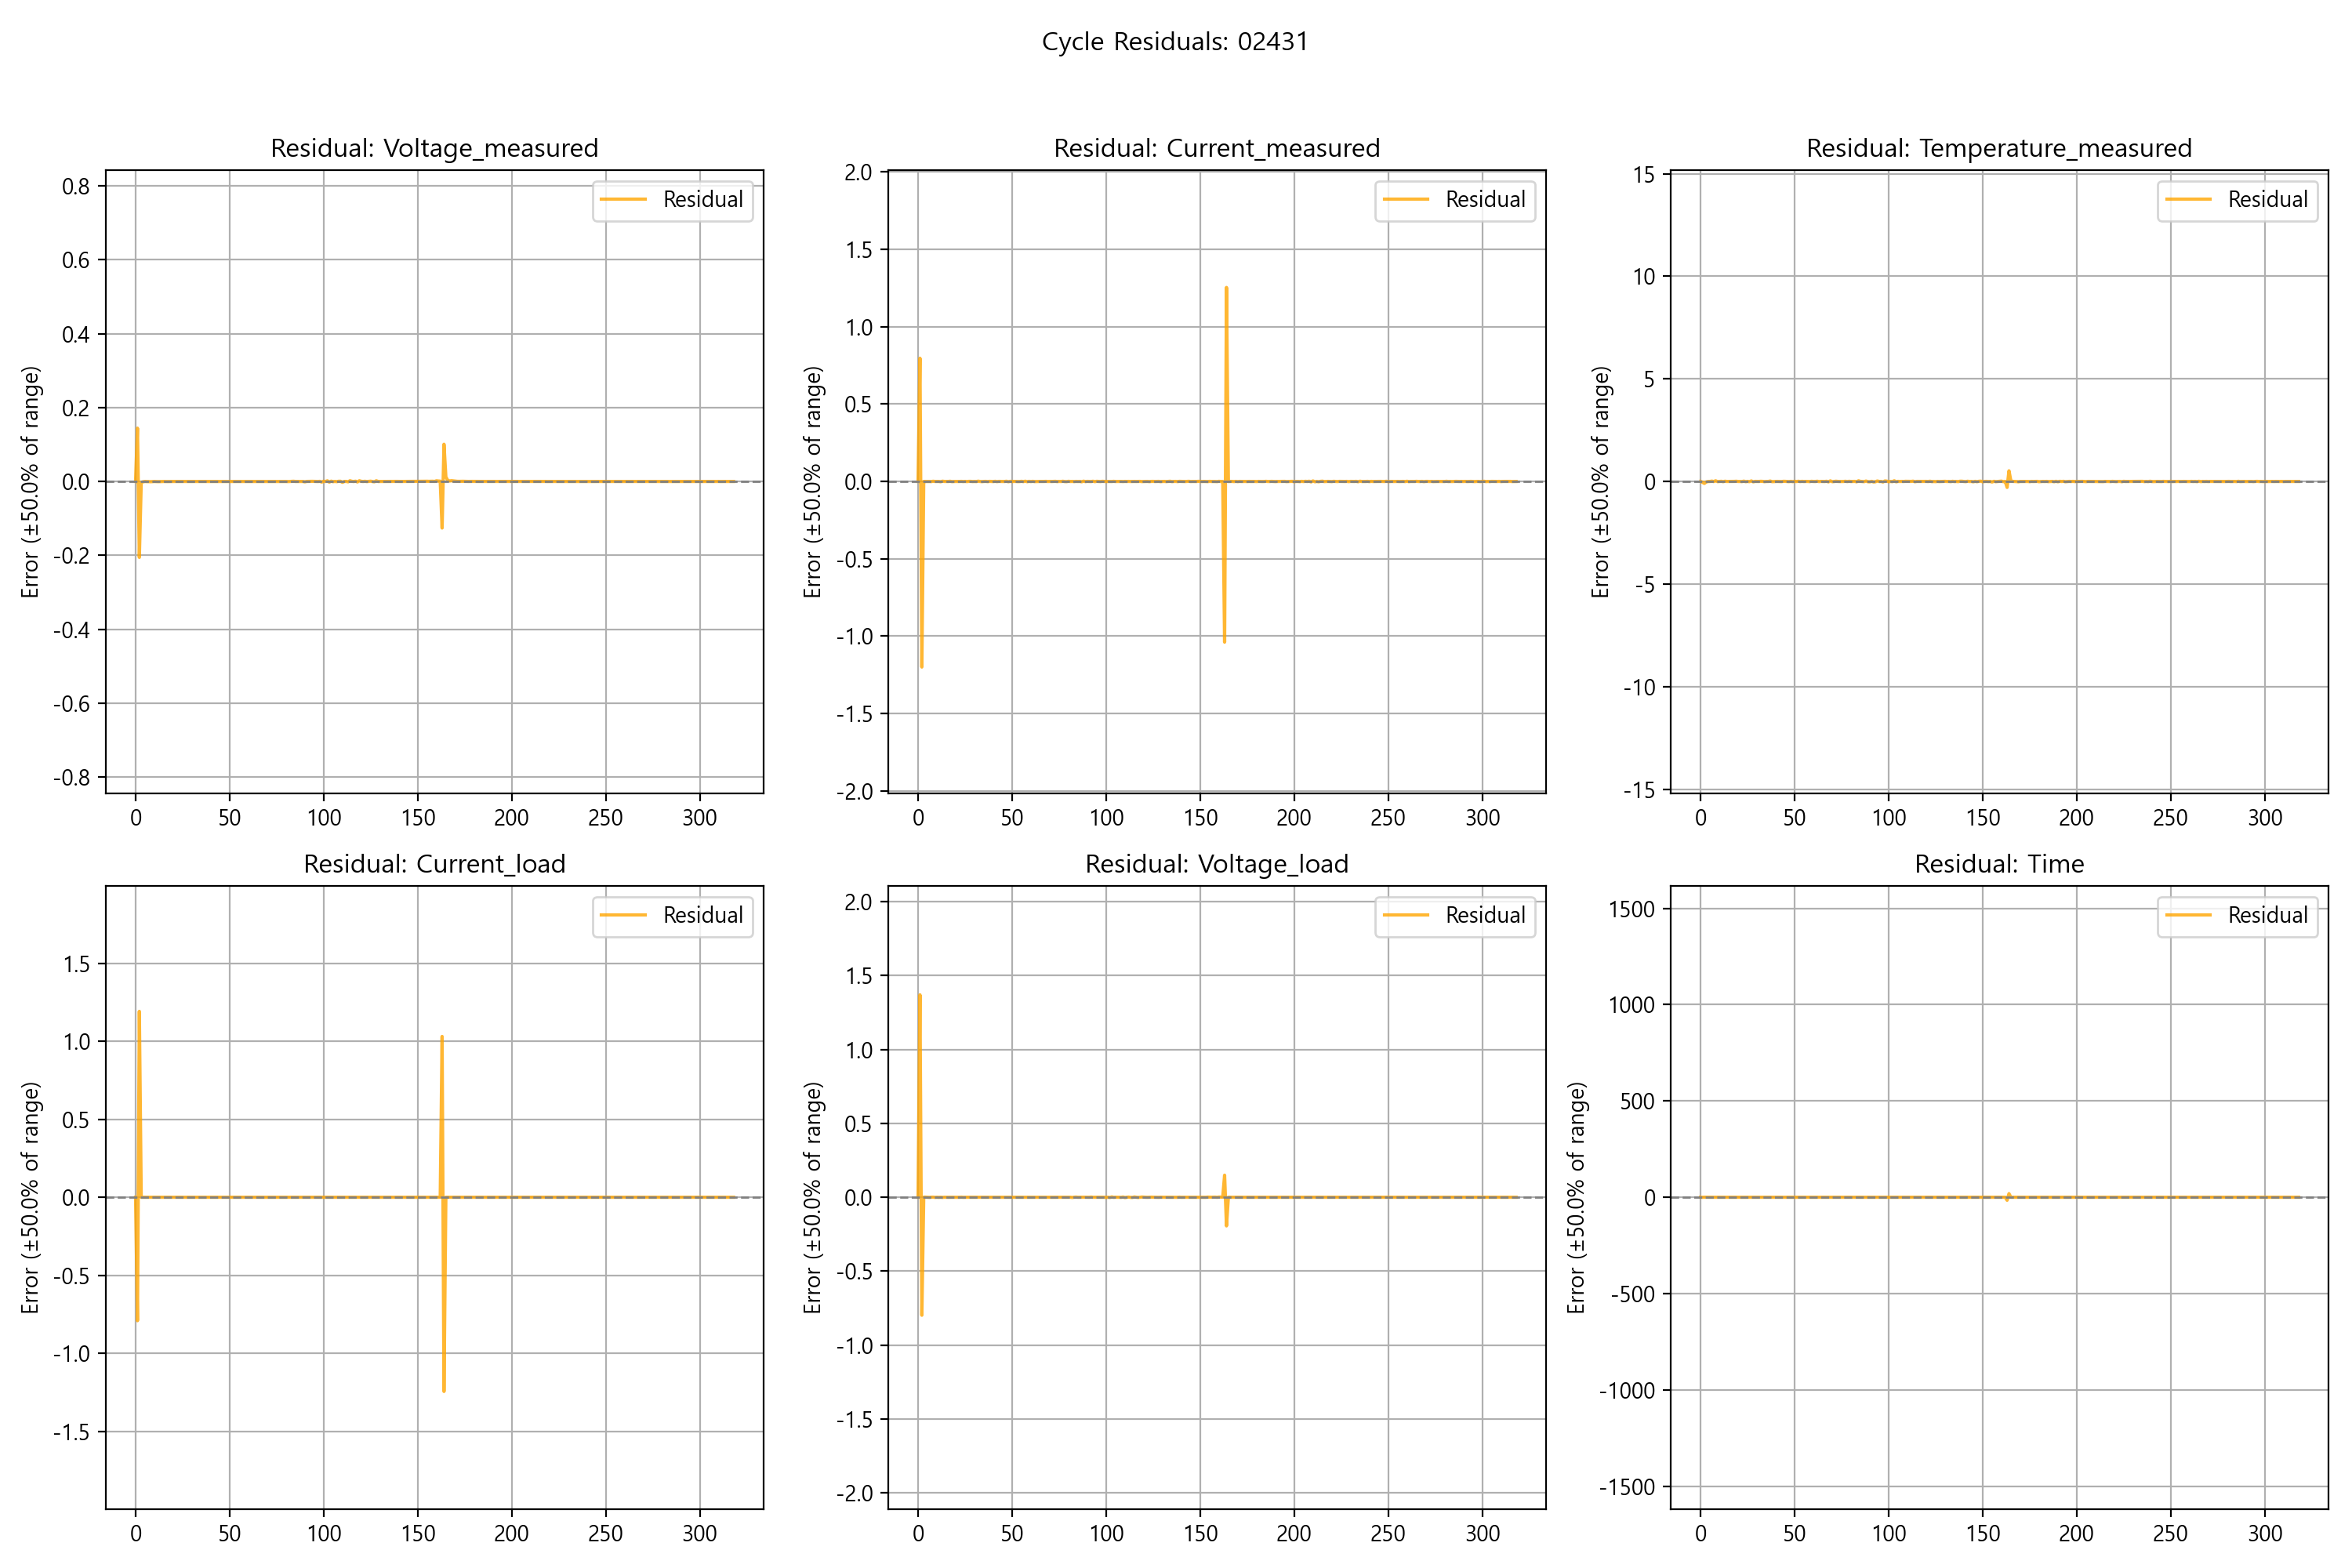 Cycle Residuals: 02431
Residual: Voltage_measured
Residual: Current_measured
Residual: Temperature_measured
Error (±50.0% of range)
0.8
0.6
0.4
0.2
0.0
-0.2
-0.4
-0.6
-0.8
0 50 100 150 200 250 300
Residual
Error (±50.0% of range)
2.0
1.5
1.0
0.5
0.0
-0.5
-1.0
-1.5
-2.0
0 50 100 150 200 250 300
Residual
Error (±50.0% of range)
15
10
5
0
-5
-10
-15
0 50 100 150 200 250 300
Residual
Residual: Current_load
Residual: Voltage_load
Residual: Time
Error (±50.0% of range)
1.5
1.0
0.5
0.0
-0.5
-1.0
-1.5
0 50 100 150 200 250 300
Residual
Error (±50.0% of range)
2.0
1.5
1.0
0.5
0.0
-0.5
-1.0
-1.5
-2.0
0 50 100 150 200 250 300
Residual
Error (±50.0% of range)
1500
1000
500
0
-500
-1000
-1500
0 50 100 150 200 250 300
Residual